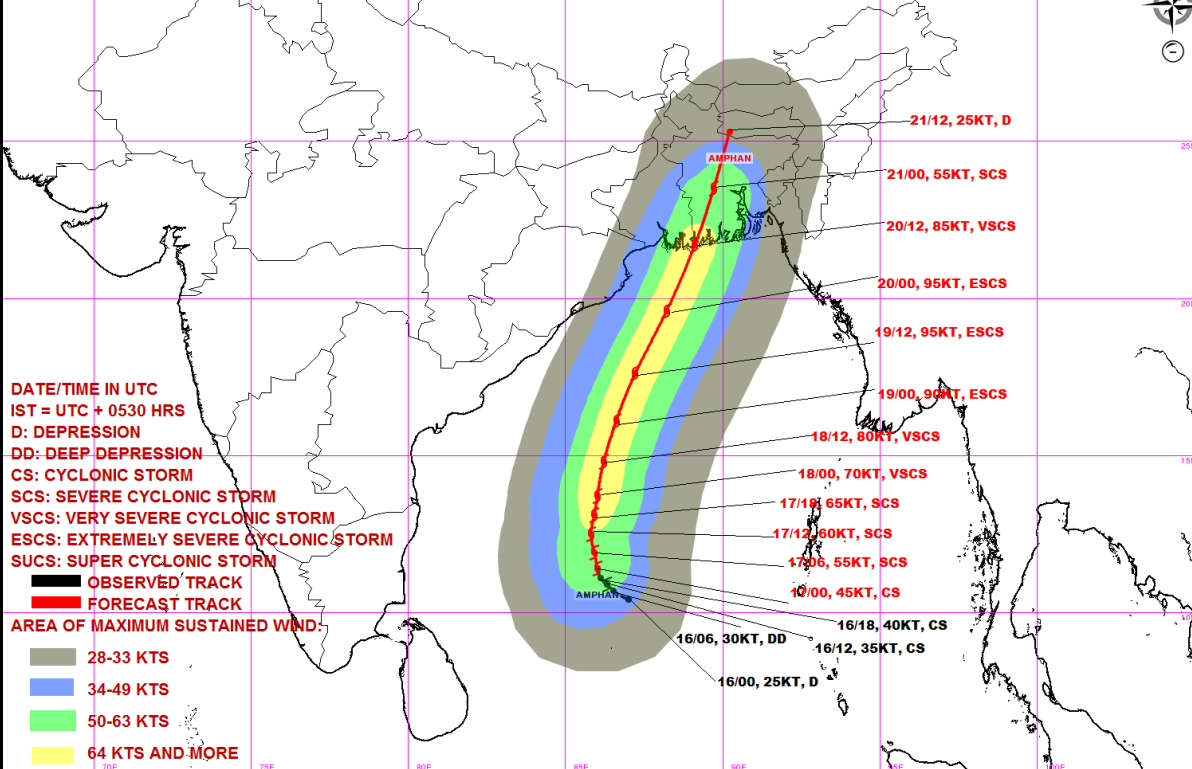 21/12, 25KT, D
25
AMPHAN
21/00, 55KT, SCS
20/12, 85KT, VSCS
20/00, 95KT, ESCS
20
19/12, 95KT, ESCS
19/00, 90KT, ESCS
18/12, 80KT, VSCS
15
18/00, 70KT, VSCS
17/18, 65KT, SCS
17/12, 60KT, SCS
17/06, 55KT, SCS
17/00, 45KT, CS
AMPHAN
10
16/18, 40KT, CS
16/06, 30KT, DD
16/12, 35KT, CS
16/00, 25KT, D
DATE/TIME IN UTC
IST = UTC + 0530 HRS
D: DEPRESSION
DD: DEEP DEPRESSION
CS: CYCLONIC STORM
SCS: SEVERE CYCLONIC STORM
VSCS: VERY SEVERE CYCLONIC STORM
ESCS: EXTREMELY SEVERE CYCLONIC STORM
SUCS: SUPER CYCLONIC STORM
OBSERVED TRACK
FORECAST TRACK
AREA OF MAXIMUM SUSTAINED WIND:
28-33 KTS
34-49 KTS
50-63 KTS
64 KTS AND MORE
70E 75E 80E 85E 90E 95E 100E